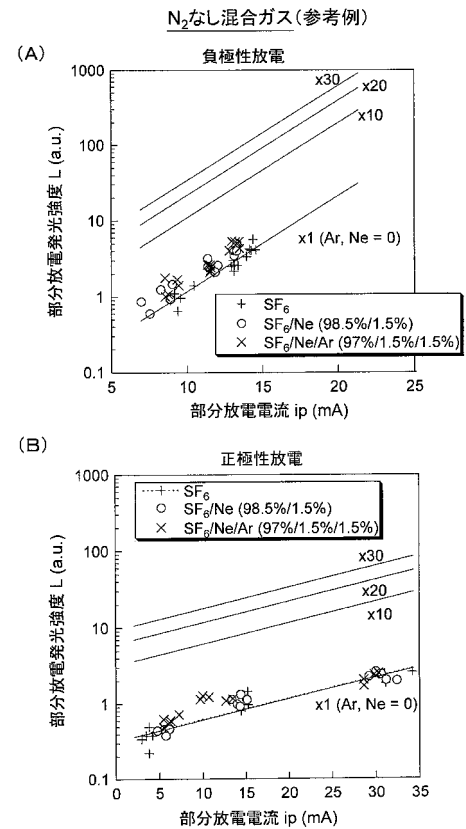 N₂なし混合ガス(参考例)
(A)
負極性放電
部分放電発光強度 L (a.u.)
1000
100
10
1
0.1
x30
x20
x10
x1 (Ar, Ne = 0)
+ SF₆
○ SF₆/Ne (98.5%/1.5%)
× SF₆/Ne/Ar (97%/1.5%/1.5%)
5 10 15 20 25
部分放電電流 ip (mA)
(B)
正極性放電
部分放電発光強度 L (a.u.)
1000
100
10
1
0.1
+ SF₆
○ SF₆/Ne (98.5%/1.5%)
× SF₆/Ne/Ar (97%/1.5%/1.5%)
x30
x20
x10
x1 (Ar, Ne = 0)
0 5 10 15 20 25 30 35
部分放電電流 ip (mA)